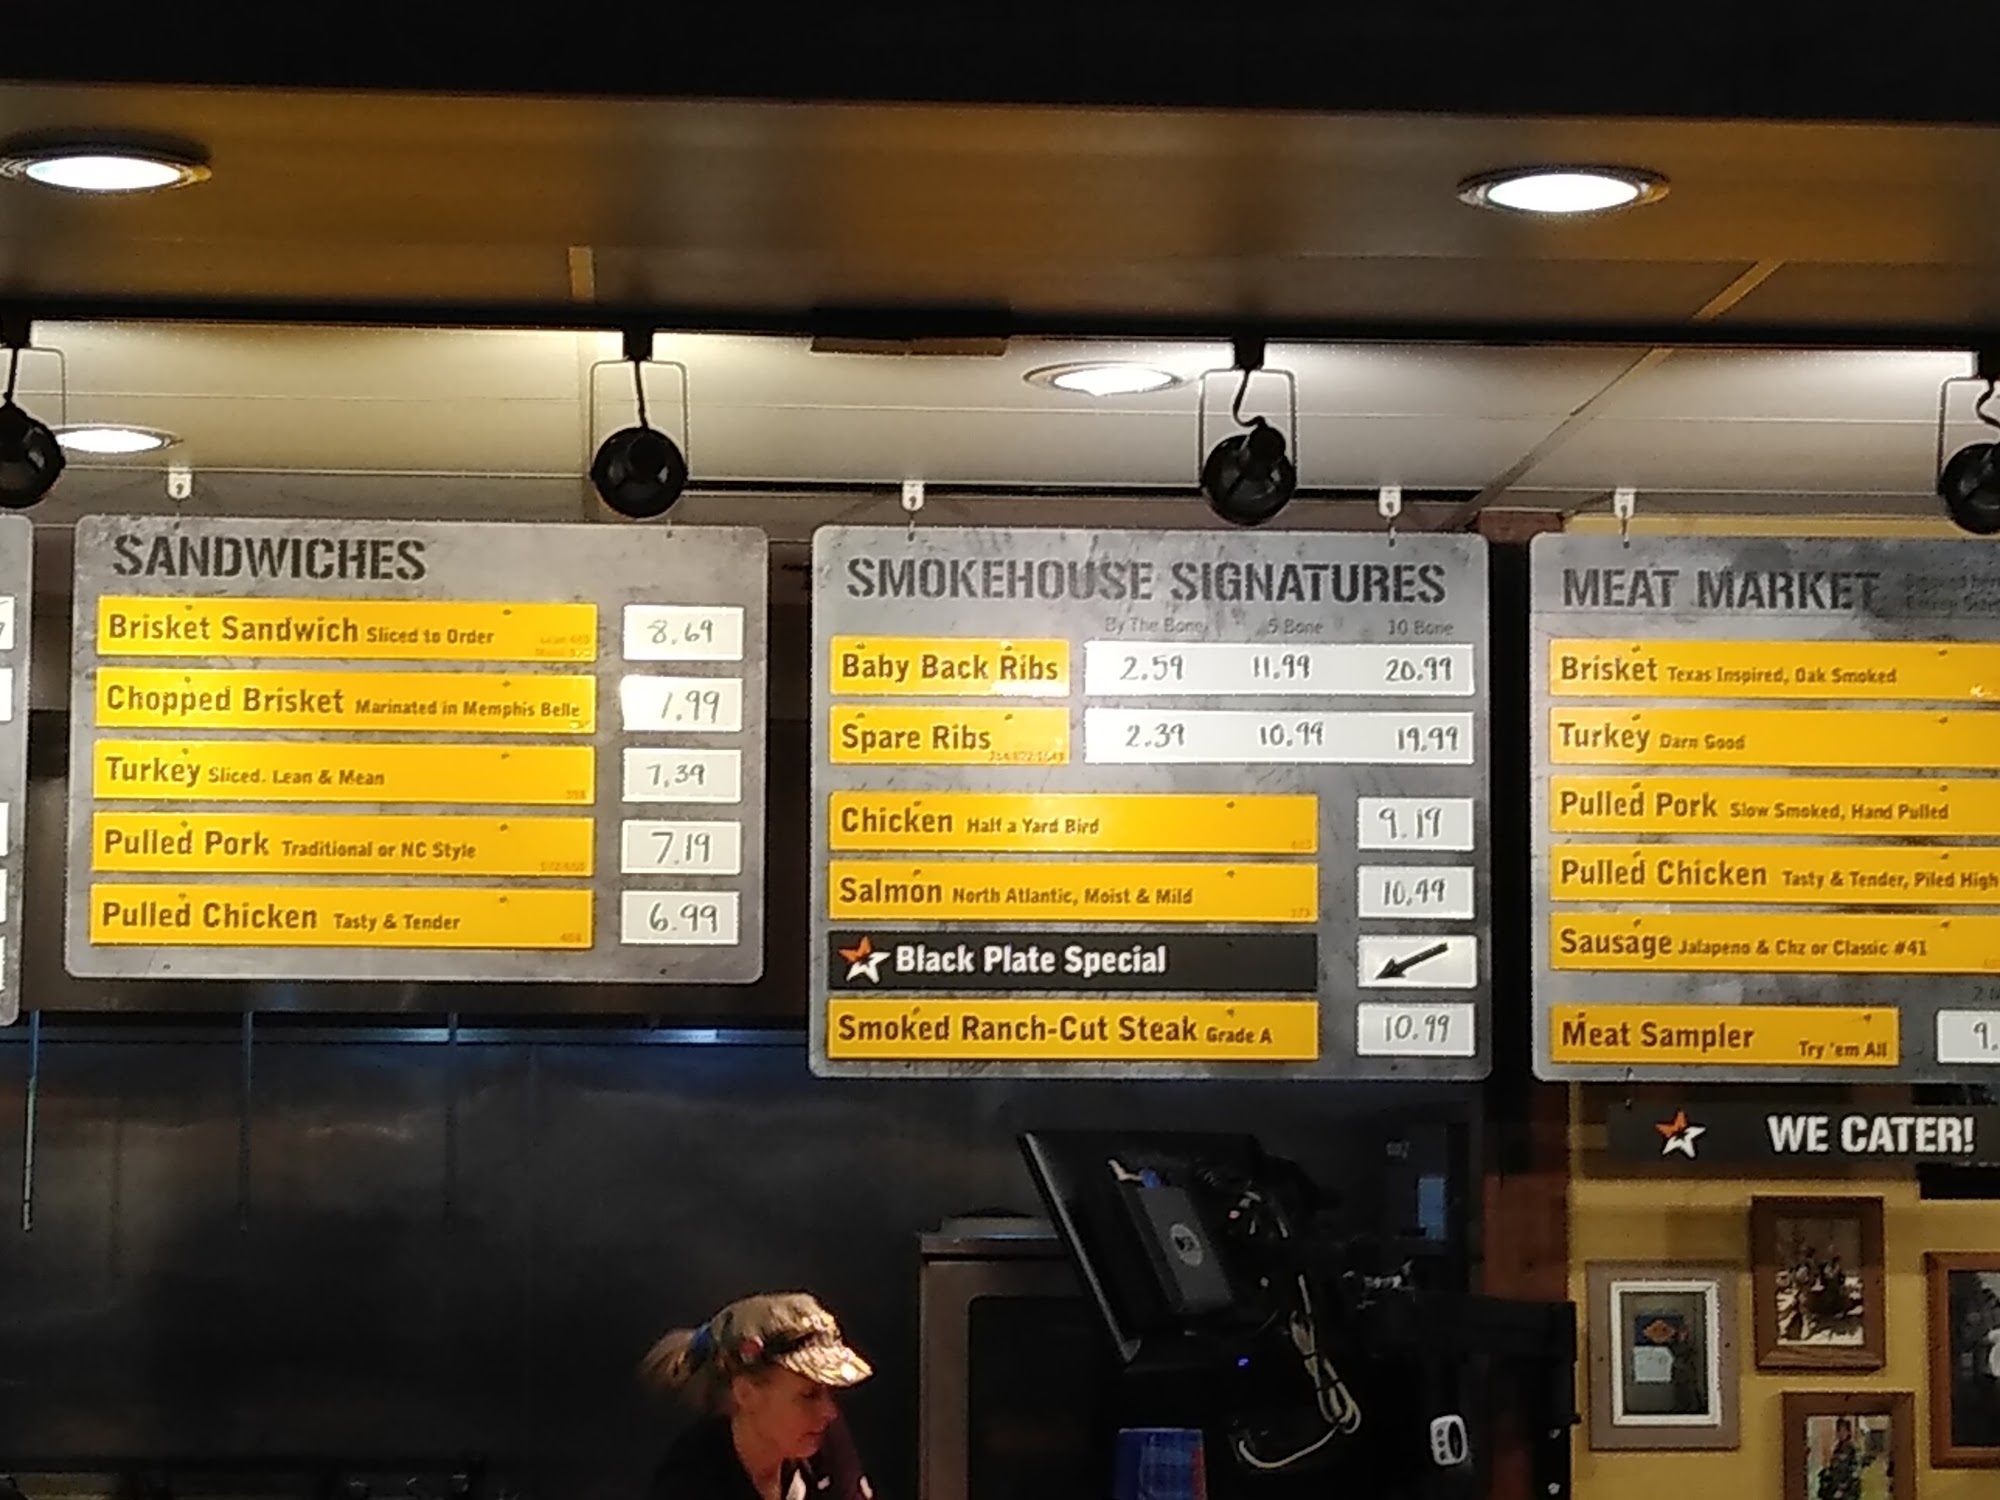 SANDWICHES
Brisket Sandwich Sliced to Order 8.69
Chopped Brisket Marinated in Memphis Belle 7.99
Turkey Sliced. Lean & Mean 7.39
Pulled Pork Traditional or NC Style 7.19
Pulled Chicken Tasty & Tender 6.99
SMOKEHOUSE SIGNATURES
By The Bone 5 Bone 10 Bone
Baby Back Ribs 2.59 11.99 20.99
Spare Ribs 2.39 10.99 19.99
Chicken Half a Yard Bird 9.19
Salmon North Atlantic, Moist & Mild 10.49
Black Plate Special
Smoked Ranch-Cut Steak Grade A 10.99
MEAT MARKET
Brisket Texas Inspired, Oak Smoked
Turkey Darn Good
Pulled Pork Slow Smoked, Hand Pulled
Pulled Chicken Tasty & Tender, Piled High
Sausage Jalapeno & Chz or Classic #41
Meat Sampler Try 'em All 9.
WE CATER!